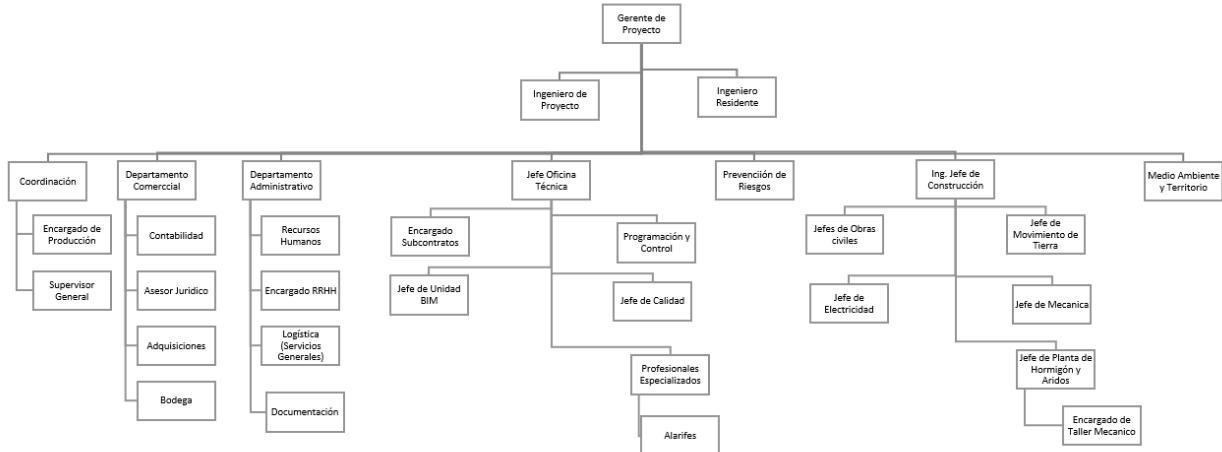 Gerente de
Proyecto
Ingeniero de
Proyecto
Ingeniero
Residente
Coordinación
Departamento
Comerccial
Departamento
Administrativo
Jefe Oficina
Técnica
Prevenciión de
Riesgos
Ing. Jefe de
Construcción
Medio Ambiente
y Territorio
Encargado de
Producción
Supervisor
General
Contabilidad
Asesor Juridico
Adquisiciones
Bodega
Recursos
Humanos
Encargado RRHH
Logística
(Servicios
Generales)
Documentación
Encargado
Subcontratos
Programación y
Control
Jefe de Unidad
BIM
Jefe de Calidad
Profesionales
Especializados
Alarifes
Jefes de Obras
civiles
Jefe de
Movimiento de
Tierra
Jefe de
Electricidad
Jefe de Mecanica
Jefe de Planta de
Hormigón y
Aridos
Encargado de
Taller Mecanico